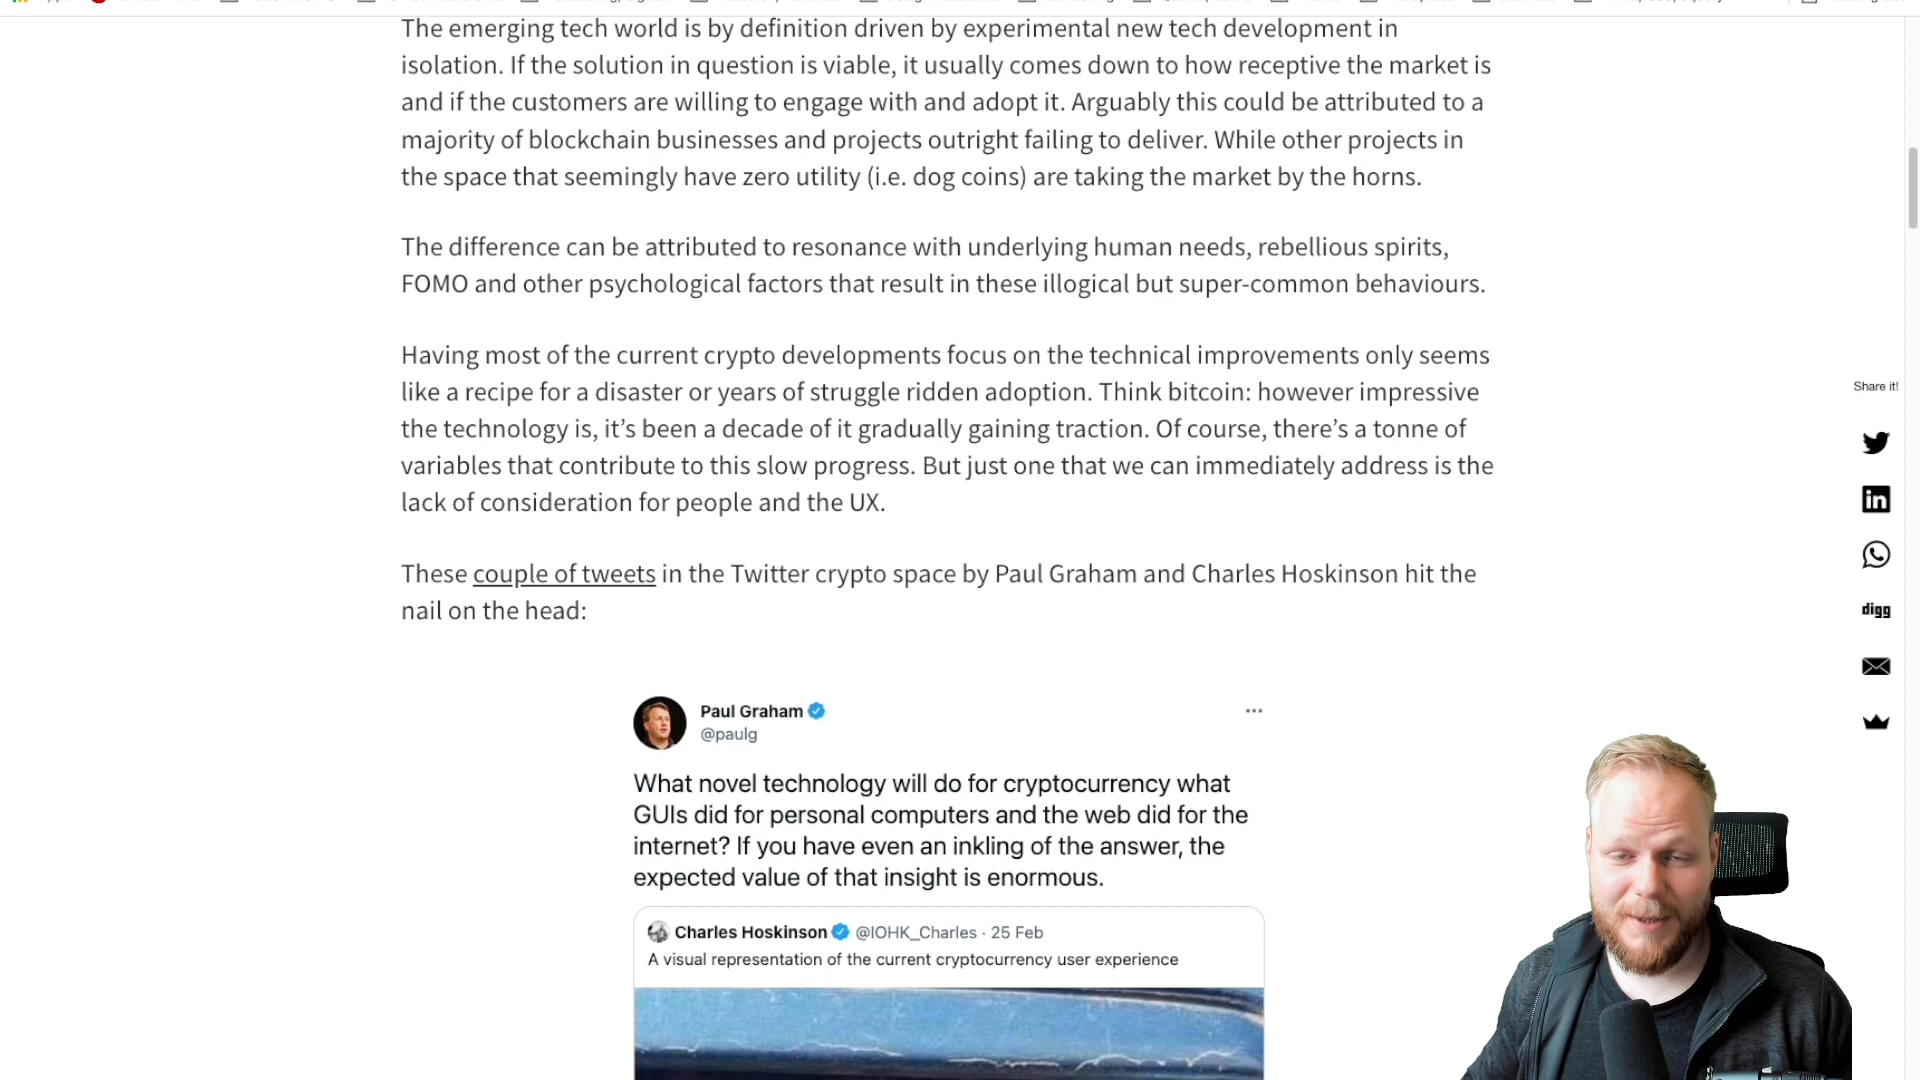 The emerging tech world is by definition driven by experimental new tech development in
isolation. If the solution in question is viable, it usually comes down to how receptive the market is
and if the customers are willing to engage with and adopt it. Arguably this could be attributed to a
majority of blockchain businesses and projects outright failing to deliver. While other projects in
the space that seemingly have zero utility (i.e. dog coins) are taking the market by the horns.
The difference can be attributed to resonance with underlying human needs, rebellious spirits,
FOMO and other psychological factors that result in these illogical but super-common behaviours.
Having most of the current crypto developments focus on the technical improvements only seems
like a recipe for a disaster or years of struggle ridden adoption. Think bitcoin: however impressive
the technology is, it’s been a decade of it gradually gaining traction. Of course, there’s a tonne of
variables that contribute to this slow progress. But just one that we can immediately address is the
lack of consideration for people and the UX.
These couple of tweets in the Twitter crypto space by Paul Graham and Charles Hoskinson hit the
nail on the head:
Share it!
in
digg
Paul Graham
@paulg
What novel technology will do for cryptocurrency what
GUIs did for personal computers and the web did for the
internet? If you have even an inkling of the answer, the
expected value of that insight is enormous.
Charles Hoskinson @IOHK_Charles · 25 Feb
A visual representation of the current cryptocurrency user experience